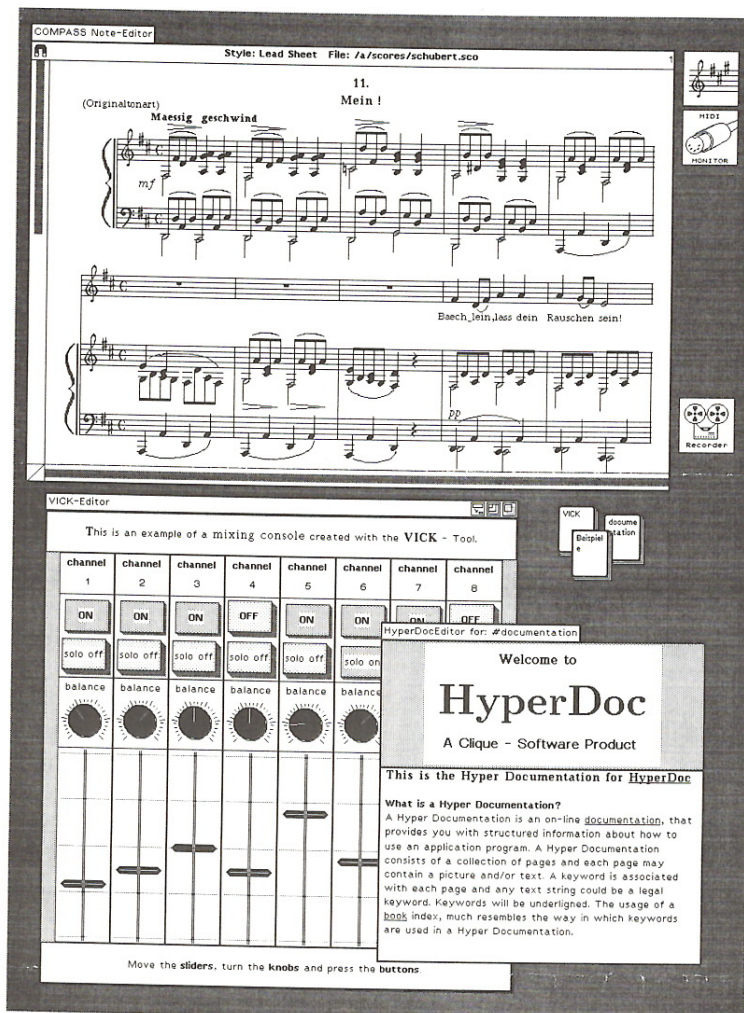 COMPASS Note-Editor
Style: Lead Sheet File: /a/scores/schubert.sco
1
11.
Mein !
(Originaltonart)
Maessig geschwind
mf
Baech_lein,lass dein Rauschen sein!
pp
MIDI
MONITOR
Recorder
VICK-Editor
This is an example of a mixing console created with the VICK - Tool.
channel channel channel channel channel channel channel channel
1 2 3 4 5 6 7 8
ON ON ON OFF ON ON ON OFF
solo off solo off solo off solo off solo off solo on
balance balance balance balance balance balance
Move the sliders, turn the knobs and press the buttons.
VICK
docume
ntation
Beispiel
e
HyperDocEditor for: #documentation
Welcome to
HyperDoc
A Clique - Software Product
This is the Hyper Documentation for HyperDoc
What is a Hyper Documentation?
A Hyper Documentation is an on-line documentation, that
provides you with structured information about how to
use an application program. A Hyper Documentation
consists of a collection of pages and each page may
contain a picture and/or text. A keyword is associated
with each page and any text string could be a legal
keyword. Keywords will be underligned. The usage of a
book index, much resembles the way in which keywords
are used in a Hyper Documentation.